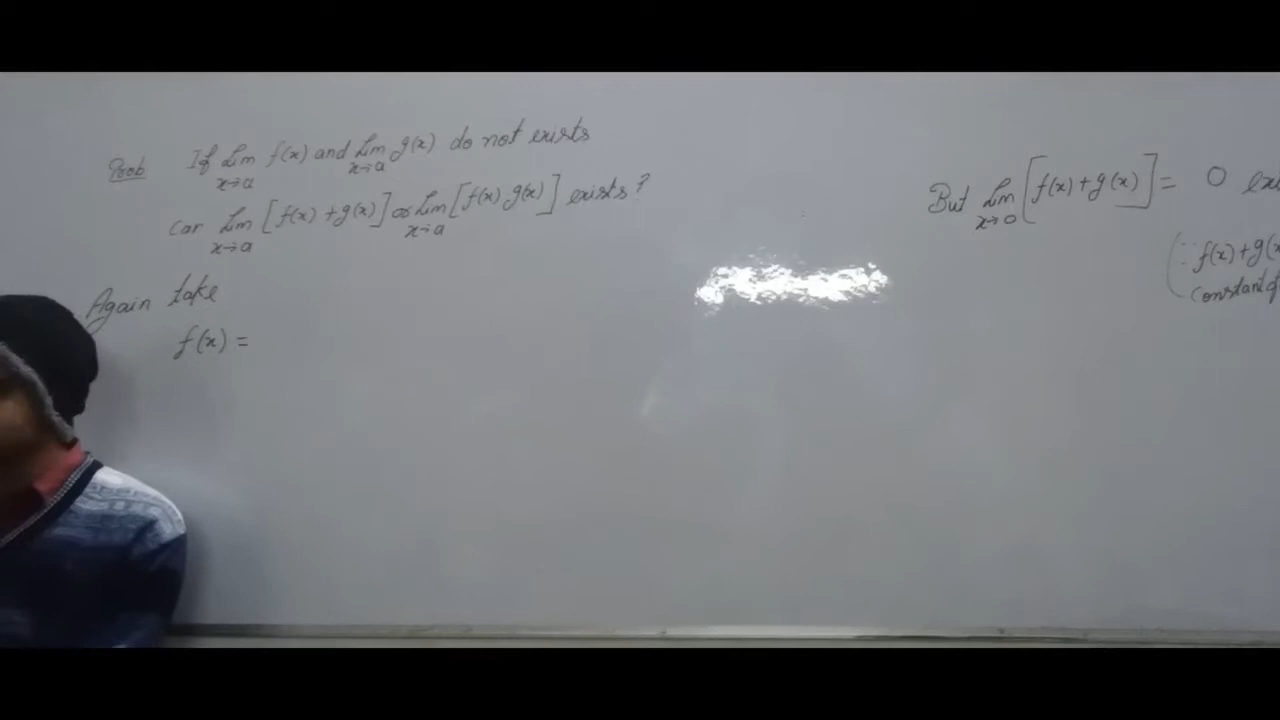 Prob If Lim x→a f(x) and Lim x→a g(x) do not exists
Can Lim x→a [f(x) + g(x)] or Lim x→a [f(x) g(x)] exists?
Again take
f(x) =
But Lim x→0 [f(x) + g(x)] = 0
(∵ f(x) + g(x
constant